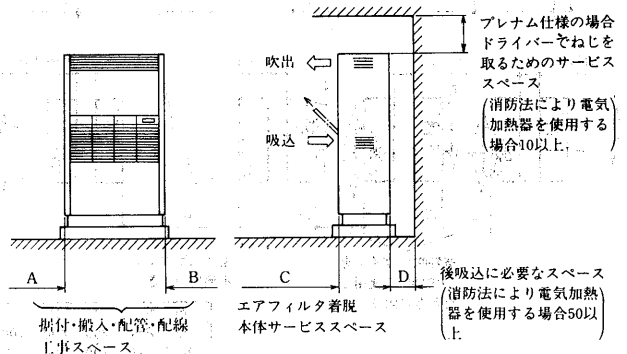 プレナム仕様の場合
ドライバーでねじを
取るためのサービス
スペース
(消防法により電気
加熱器を使用する
場合10以上)
吹出
吸込
A
B
C
D
据付・搬入・配管・配線
工事スペース
エアフィルタ着脱
本体サービススペース
後吸込に必要なスペース
(消防法により電気加熱
器を使用する場合50以
上)